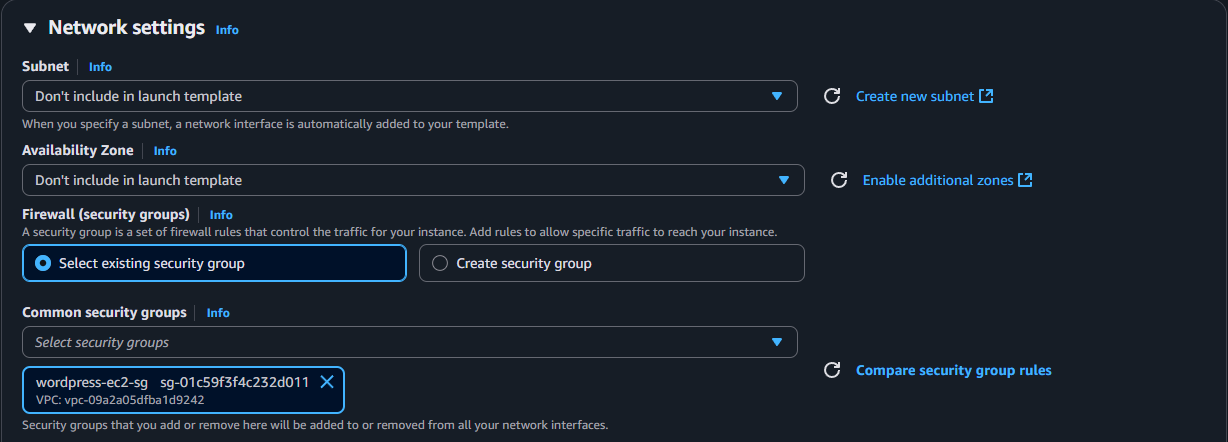 Network settings Info
Subnet Info
Don't include in launch template
Create new subnet
When you specify a subnet, a network interface is automatically added to your template.
Availability Zone Info
Don't include in launch template
Enable additional zones
Firewall (security groups) Info
A security group is a set of firewall rules that control the traffic for your instance. Add rules to allow specific traffic to reach your instance.
Select existing security group
Create security group
Common security groups Info
Select security groups
wordpress-ec2-sg sg-01c59f3f4c232d011
VPC: vpc-09a2a05dfba1d9242
Compare security group rules
Security groups that you add or remove here will be added to or removed from all your network interfaces.